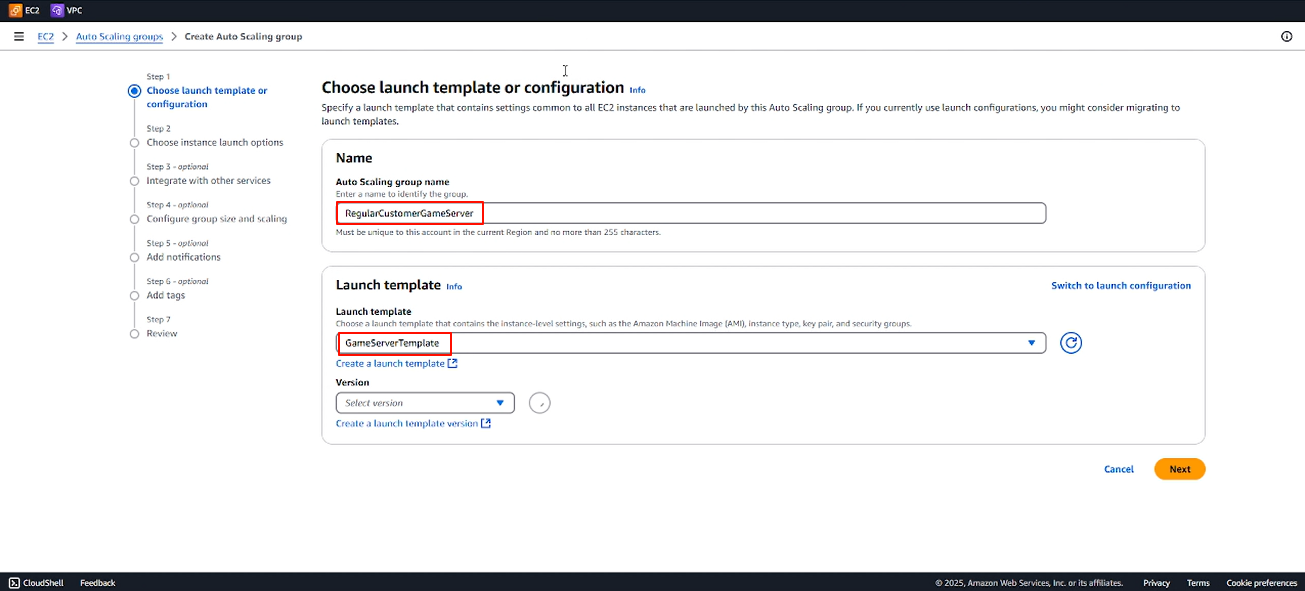 EC2 VPC
EC2 > Auto Scaling groups > Create Auto Scaling group
Step 1
Choose launch template or
configuration
Step 2
Choose instance launch options
Step 3 - optional
Integrate with other services
Step 4 - optional
Configure group size and scaling
Step 5 - optional
Add notifications
Step 6 - optional
Add tags
Step 7
Review
Choose launch template or configuration Info
Specify a launch template that contains settings common to all EC2 instances that are launched by this Auto Scaling group. If you currently use launch configurations, you might consider migrating to
launch templates.
Name
Auto Scaling group name
Enter a name to identify the group.
RegularCustomerGameServer
Must be unique to this account in the current Region and no more than 255 characters.
Launch template Info
Switch to launch configuration
Launch template
Choose a launch template that contains the instance-level settings, such as the Amazon Machine Image (AMI), instance type, key pair, and security groups.
GameServerTemplate
Create a launch template
Version
Select version
Create a launch template version
Cancel Next
CloudShell Feedback © 2025, Amazon Web Services, Inc. or its affiliates. Privacy Terms Cookie preferences